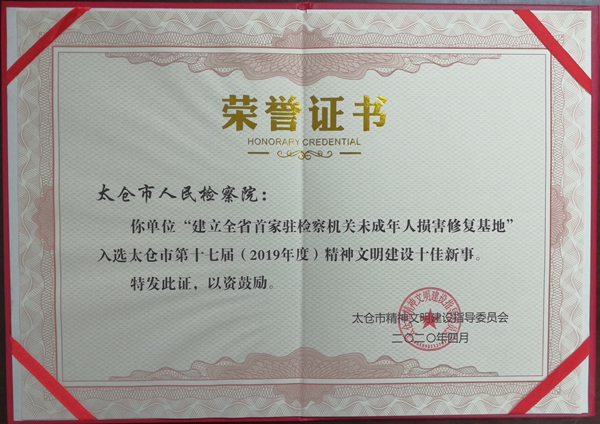 荣誉证书
HONORARY CREDENTIAL
太仓市人民检察院：
你单位“建立全省首家驻检察机关未成年人损害修复基地”
入选太仓市第十七届（2019年度）精神文明建设十佳新事。
特发此证，以资鼓励。
太仓市精神文明建设指导委员会
二〇二〇年四月